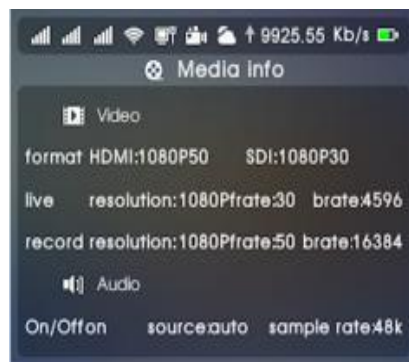 9925.55 Kb/s
Media info
Video
format HDMI:1080P50 SDI:1080P30
live resolution:1080Pfrate:30 brate:4596
record resolution:1080Pfrate:50 brate:16384
Audio
On/Offon source:auto sample rate:48k